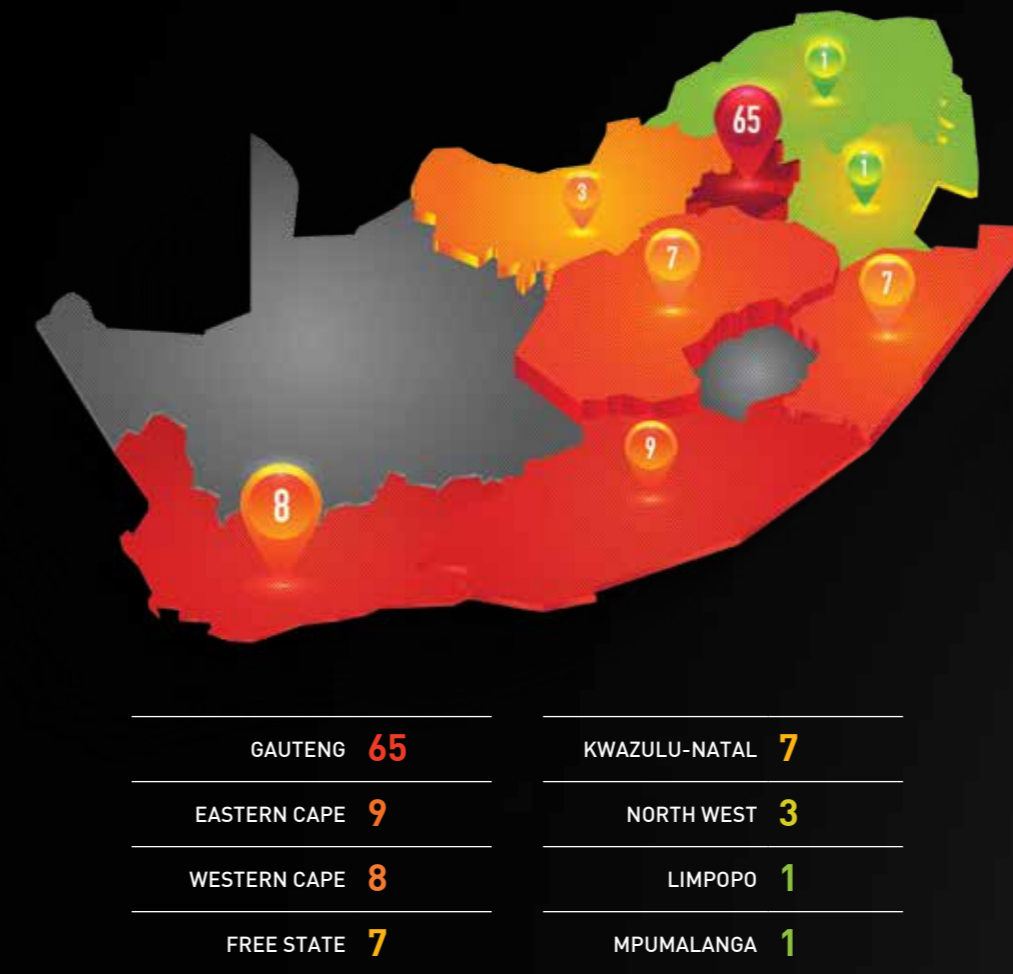 1
65
1
3
7
7
9
8
GAUTENG 65
EASTERN CAPE 9
WESTERN CAPE 8
FREE STATE 7
KWAZULU-NATAL 7
NORTH WEST 3
LIMPOPO 1
MPUMALANGA 1